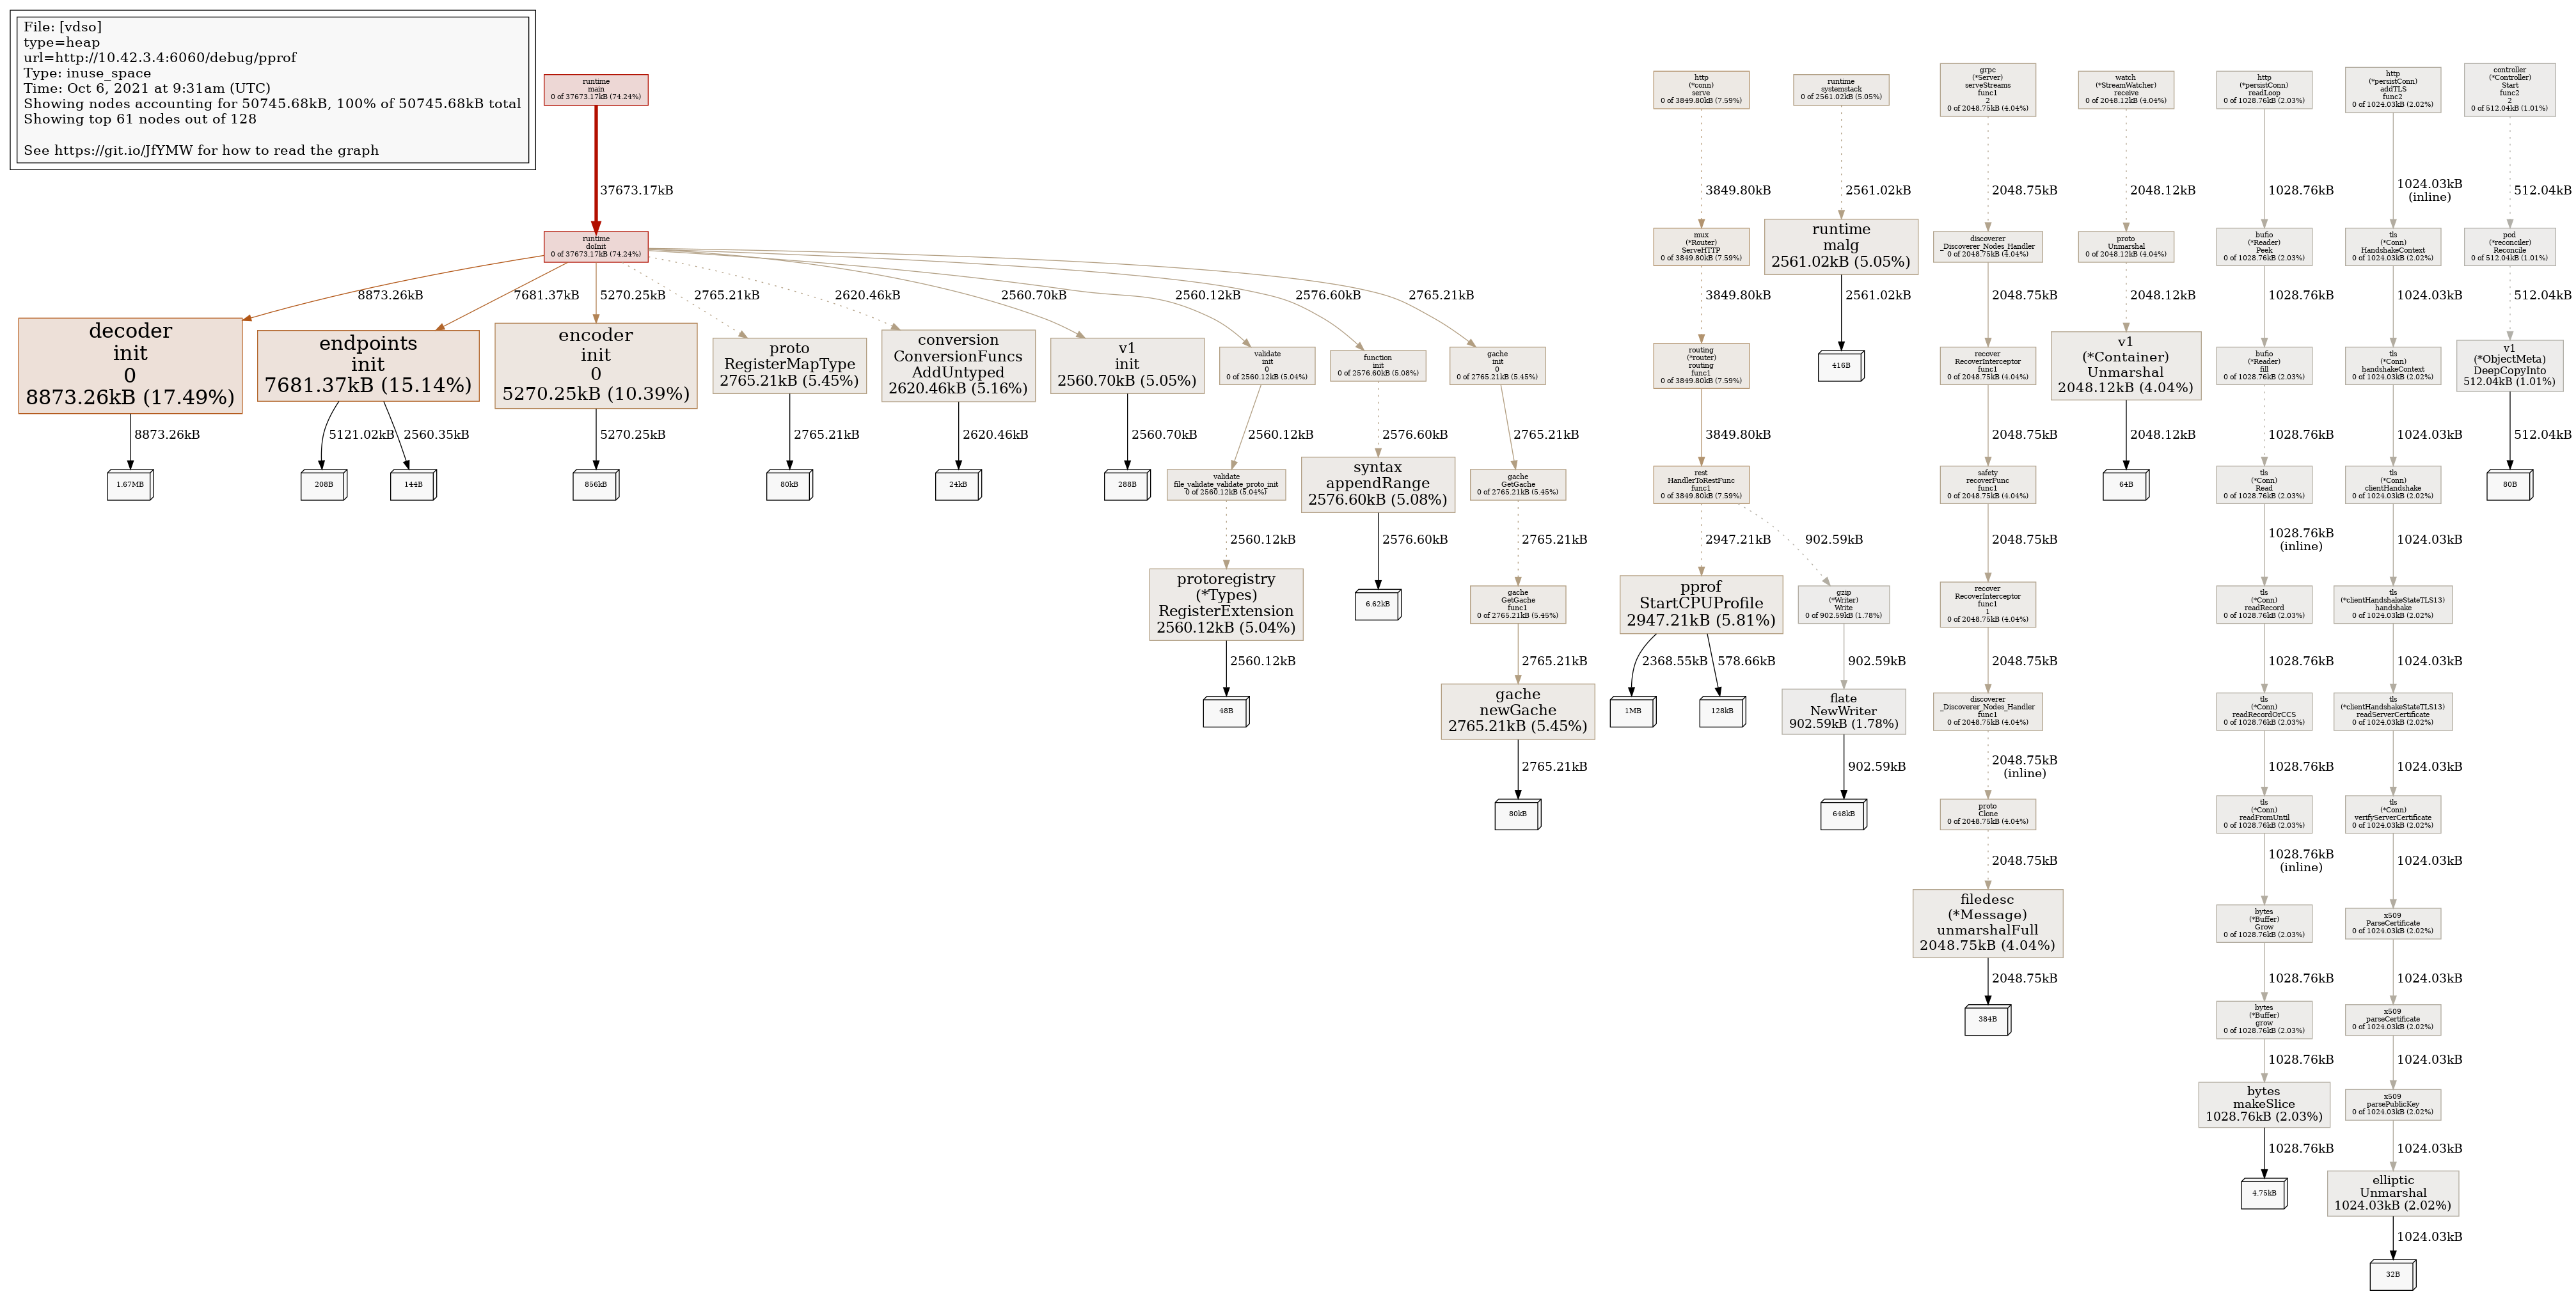 File: [vdso]
type=heap
url=http://10.42.3.4:6060/debug/pprof
Type: inuse_space
Time: Oct 6, 2021 at 9:31am (UTC)
Showing nodes accounting for 50745.68kB, 100% of 50745.68kB total
Showing top 61 nodes out of 128
See https://git.io/JfYMW for how to read the graph
runtime
main
0 of 37673.17kB (74.24%)
37673.17kB
runtime
doInit
0 of 37673.17kB (74.24%)
8873.26kB
7681.37kB
5270.25kB
2765.21kB
2620.46kB
2560.70kB
2560.12kB
2576.60kB
2765.21kB
decoder
init
0
8873.26kB (17.49%)
8873.26kB
1.67MB
endpoints
init
7681.37kB (15.14%)
5121.02kB
2560.35kB
208B
144B
encoder
init
0
5270.25kB (10.39%)
5270.25kB
856kB
proto
RegisterMapType
2765.21kB (5.45%)
2765.21kB
80kB
conversion
ConversionFuncs
AddUntyped
2620.46kB (5.16%)
2620.46kB
24kB
v1
init
2560.70kB (5.05%)
2560.70kB
288B
validate
init
0
0 of 2560.12kB (5.04%)
2560.12kB
validate
file_validate_validate_proto_init
0 of 2560.12kB (5.04%)
2560.12kB
protoregistry
(*Types)
RegisterExtension
2560.12kB (5.04%)
2560.12kB
48B
function
init
0 of 2576.60kB (5.08%)
2576.60kB
syntax
appendRange
2576.60kB (5.08%)
2576.60kB
6.62kB
gache
init
0
0 of 2765.21kB (5.45%)
2765.21kB
gache
GetGache
0 of 2765.21kB (5.45%)
2765.21kB
gache
GetGache
func1
0 of 2765.21kB (5.45%)
2765.21kB
gache
newGache
2765.21kB (5.45%)
2765.21kB
80kB
http
(*conn)
serve
0 of 3849.80kB (7.59%)
3849.80kB
mux
(*Router)
ServeHTTP
0 of 3849.80kB (7.59%)
3849.80kB
routing
(*router)
routing
func1
0 of 3849.80kB (7.59%)
3849.80kB
rest
HandlerToRestFunc
func1
0 of 3849.80kB (7.59%)
2947.21kB
902.59kB
pprof
StartCPUProfile
2947.21kB (5.81%)
2368.55kB
578.66kB
1MB
128kB
gzip
(*Writer)
Write
0 of 902.59kB (1.78%)
902.59kB
flate
NewWriter
902.59kB (1.78%)
902.59kB
648kB
runtime
systemstack
0 of 2561.02kB (5.05%)
2561.02kB
runtime
malg
2561.02kB (5.05%)
2561.02kB
416B
grpc
(*Server)
serveStreams
func1
2
0 of 2048.75kB (4.04%)
2048.75kB
discoverer
_Discoverer_Nodes_Handler
0 of 2048.75kB (4.04%)
2048.75kB
recover
RecoverInterceptor
func1
0 of 2048.75kB (4.04%)
2048.75kB
safety
recoverFunc
func1
0 of 2048.75kB (4.04%)
2048.75kB
recover
RecoverInterceptor
func1
1
0 of 2048.75kB (4.04%)
2048.75kB
discoverer
_Discoverer_Nodes_Handler
func1
0 of 2048.75kB (4.04%)
2048.75kB
(inline)
proto
Clone
0 of 2048.75kB (4.04%)
2048.75kB
filedesc
(*Message)
unmarshalFull
2048.75kB (4.04%)
2048.75kB
384B
watch
(*StreamWatcher)
receive
0 of 2048.12kB (4.04%)
2048.12kB
proto
Unmarshal
0 of 2048.12kB (4.04%)
2048.12kB
v1
(*Container)
Unmarshal
2048.12kB (4.04%)
2048.12kB
64B
http
(*persistConn)
readLoop
0 of 1028.76kB (2.03%)
1028.76kB
bufio
(*Reader)
Peek
0 of 1028.76kB (2.03%)
1028.76kB
bufio
(*Reader)
fill
0 of 1028.76kB (2.03%)
1028.76kB
tls
(*Conn)
Read
0 of 1028.76kB (2.03%)
1028.76kB
(inline)
tls
(*Conn)
readRecord
0 of 1028.76kB (2.03%)
1028.76kB
tls
(*Conn)
readRecordOrCCS
0 of 1028.76kB (2.03%)
1028.76kB
tls
(*Conn)
readFromUntil
0 of 1028.76kB (2.03%)
1028.76kB
(inline)
bytes
(*Buffer)
Grow
0 of 1028.76kB (2.03%)
1028.76kB
bytes
(*Buffer)
grow
0 of 1028.76kB (2.03%)
1028.76kB
bytes
makeSlice
1028.76kB (2.03%)
1028.76kB
4.75kB
http
(*persistConn)
addTLS
func2
0 of 1024.03kB (2.02%)
1024.03kB
(inline)
tls
(*Conn)
HandshakeContext
0 of 1024.03kB (2.02%)
1024.03kB
tls
(*Conn)
handshakeContext
0 of 1024.03kB (2.02%)
1024.03kB
tls
(*Conn)
clientHandshake
0 of 1024.03kB (2.02%)
1024.03kB
tls
(*clientHandshakeStateTLS13)
handshake
0 of 1024.03kB (2.02%)
1024.03kB
tls
(*clientHandshakeStateTLS13)
readServerCertificate
0 of 1024.03kB (2.02%)
1024.03kB
tls
(*Conn)
verifyServerCertificate
0 of 1024.03kB (2.02%)
1024.03kB
x509
ParseCertificate
0 of 1024.03kB (2.02%)
1024.03kB
x509
parseCertificate
0 of 1024.03kB (2.02%)
1024.03kB
x509
parsePublicKey
0 of 1024.03kB (2.02%)
1024.03kB
elliptic
Unmarshal
1024.03kB (2.02%)
1024.03kB
32B
controller
(*Controller)
Start
func2
2
0 of 512.04kB (1.01%)
512.04kB
pod
(*reconciler)
Reconcile
0 of 512.04kB (1.01%)
512.04kB
v1
(*ObjectMeta)
DeepCopyInto
512.04kB (1.01%)
512.04kB
80B